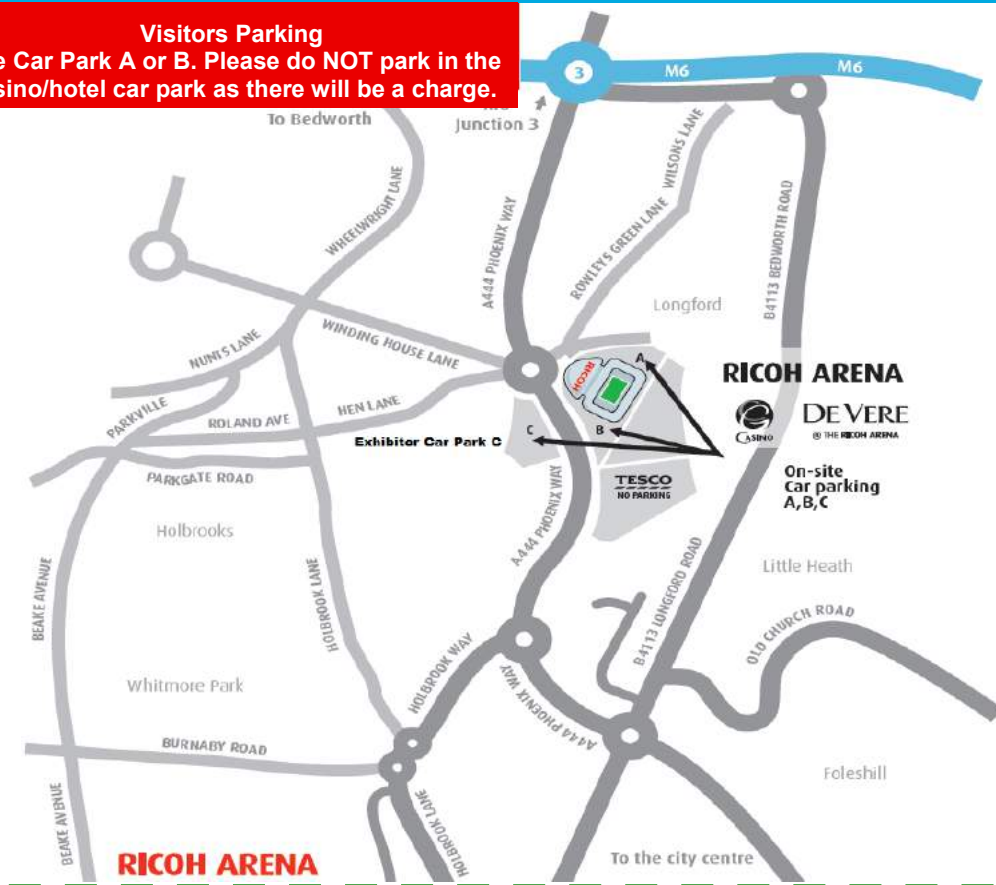 Visitors Parking
Car Park A or B. Please do NOT park in the
car park as there will be a charge.
3
M6
M6
To Bedworth
Junction 3
WILSONS LANE
WHEELWRIGHT LANE
A444 PHOENIX WAY
ROWLEYS GREEN LANE
B4113 BEDWORTH ROAD
Longford
NUNTS LANE
WINDING HOUSE LANE
RICOH
A
RICOH ARENA
PARKVILLE
ROLAND AVE
HEN LANE
CASINO
DE VERE
@ THE RICOH ARENA
Exhibitor Car Park C
C
B
PARKGATE ROAD
TESCO
NO PARKING
On-site
Car parking
A,B,C
Holbrooks
A444 PHOENIX WAY
BEAKE AVENUE
HOLBROOK LANE
B4113 LONGFORD ROAD
Little Heath
OLD CHURCH ROAD
Whitmore Park
HOLBROOK WAY
A444 PHOENIX WAY
BURNABY ROAD
Foleshill
BEAKE AVENUE
HOLBROOK LANE
RICOH ARENA
To the city centre